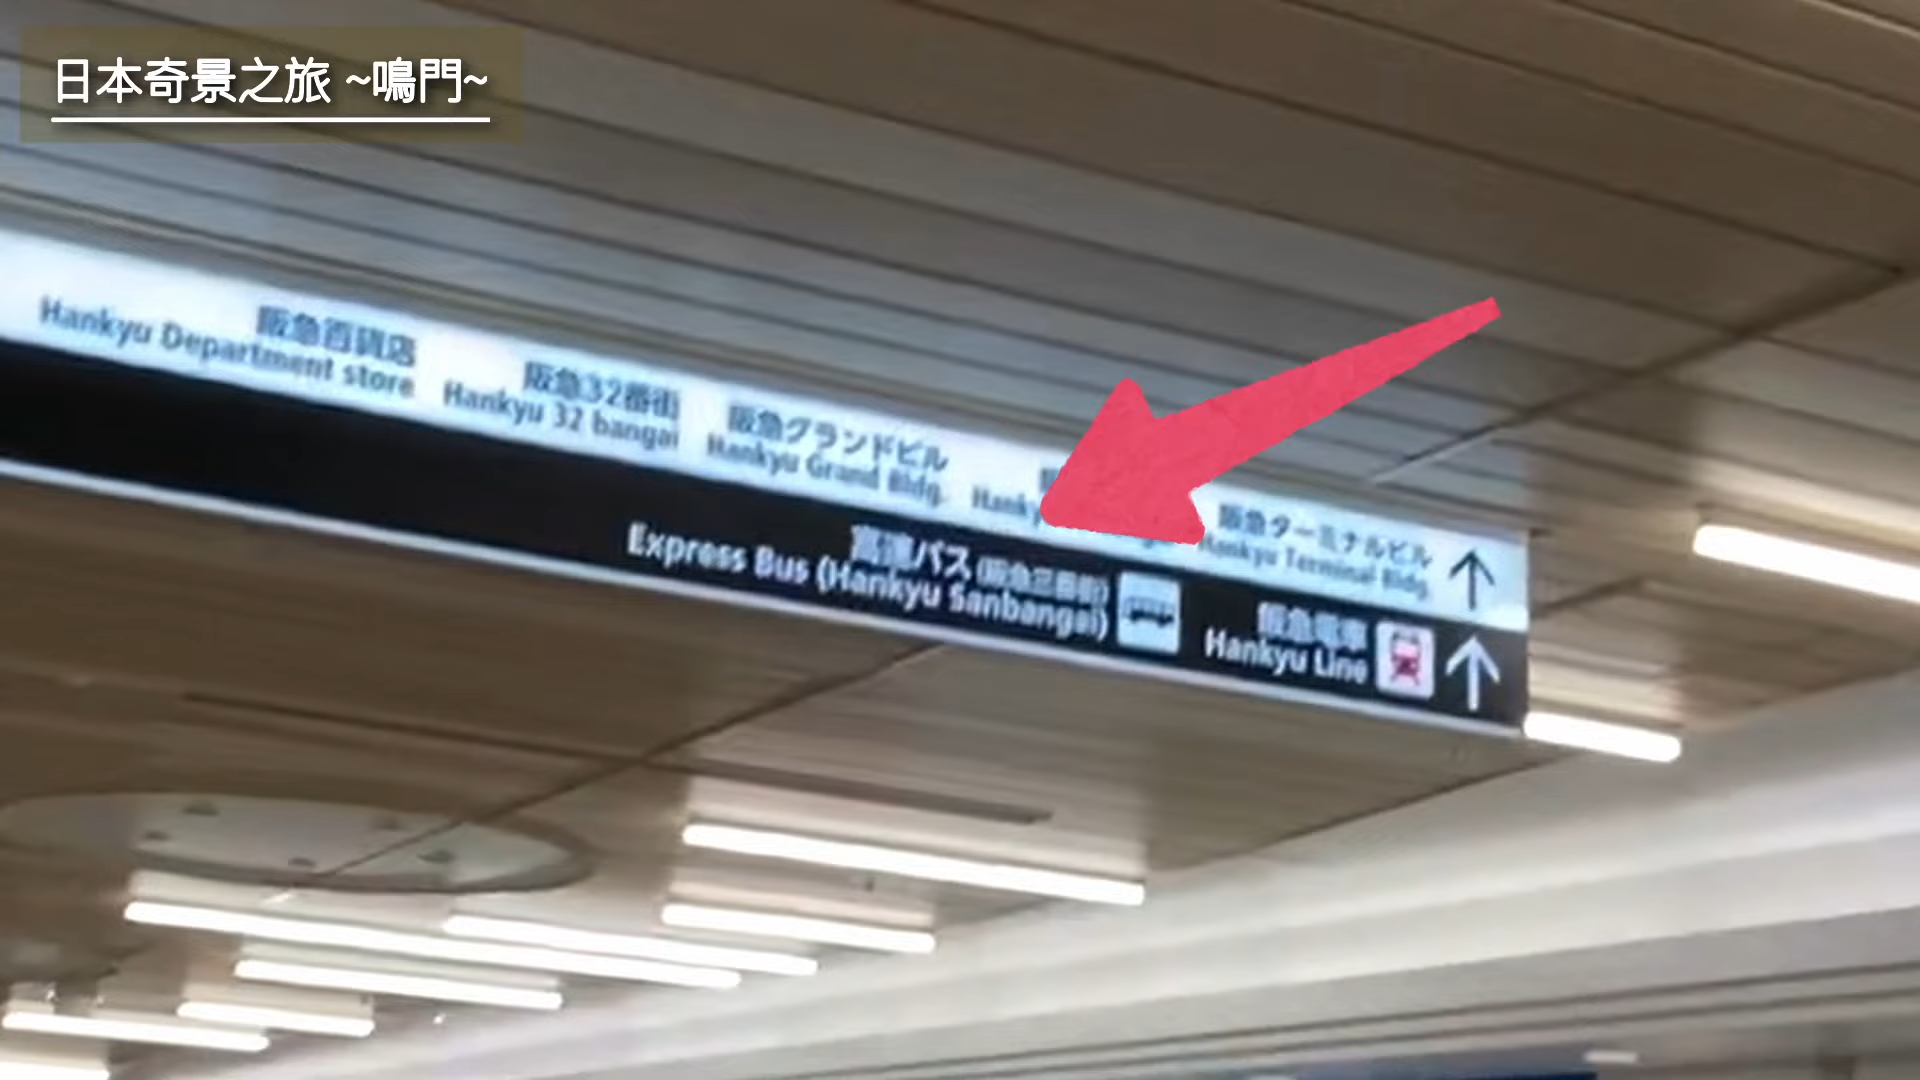 日本奇景之旅 ~鳴門~
阪急百貨店
Hankyu Department store
阪急32番街
Hankyu 32 bangai
阪急グランドビル
Hankyu Grand Bldg.
阪急ターミナルビル
Hankyu Terminal Bldg.
高速バス (阪急三番街)
Express Bus (Hankyu Sanbangai)
阪急電車
Hankyu Line